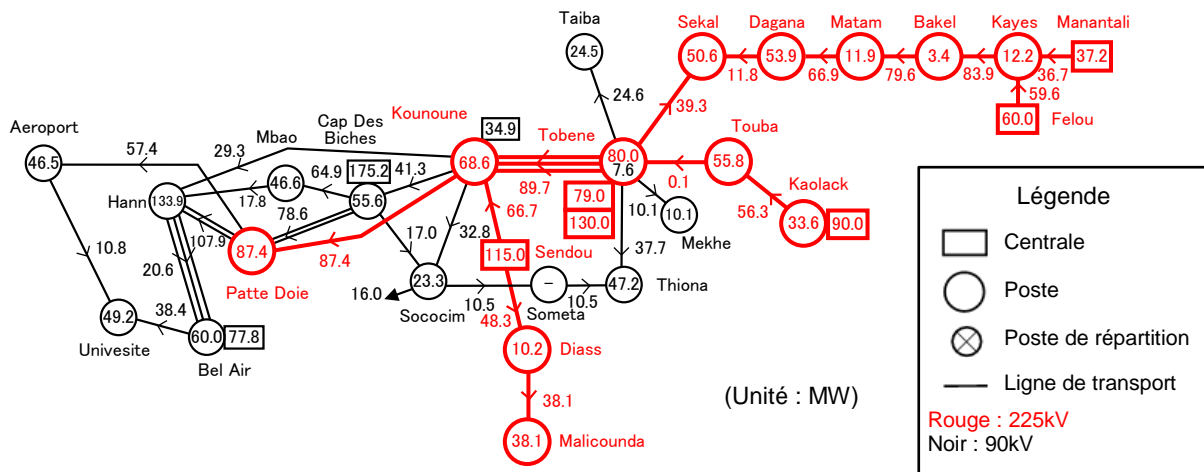 Taiba
24.5
24.6
Sekal
50.6
11.8
Dagana
53.9
66.9
Matam
11.9
79.6
Bakel
3.4
83.9
Kayes
12.2
36.7
Manantali
37.2
59.6
60.0
Felou
39.3
Aeroport
46.5
57.4
29.3
Mbao
46.6
64.9
Cap Des
Biches
175.2
55.6
41.3
Kounoune
34.9
68.6
Tobene
80.0
7.6
89.7
79.0
130.0
Touba
55.8
0.1
Kaolack
33.6
90.0
56.3
10.1
10.1
Mekhe
37.7
Hann
133.9
17.8
78.6
107.9
20.6
87.4
Patte Doie
87.4
17.0
32.8
66.7
115.0
Sendou
10.8
38.4
49.2
Univesite
60.0
77.8
Bel Air
16.0
23.3
Sococim
10.5
–
Someta
10.5
47.2
Thiona
48.3
10.2
Diass
38.1
38.1
Malicounda
(Unité : MW)
Légende
Centrale
Poste
Poste de répartition
Ligne de transport
Rouge : 225kV
Noir : 90kV